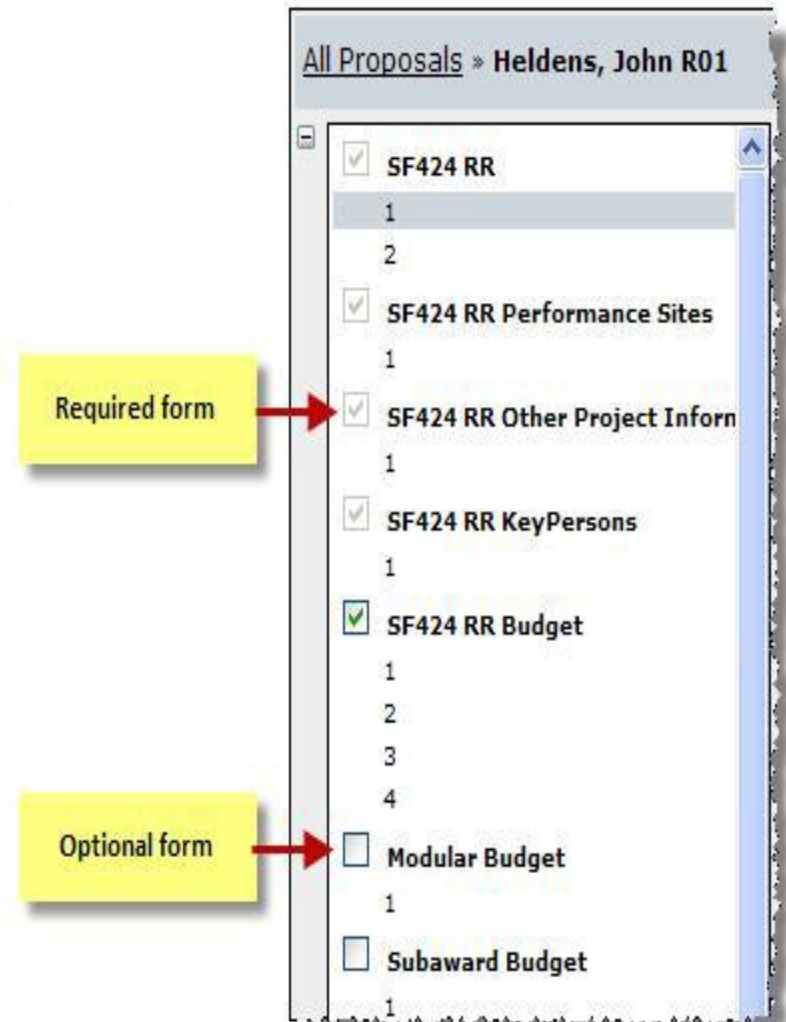 All Proposals » Heldens, John R01
SF424 RR
1
2
SF424 RR Performance Sites
1
Required form
SF424 RR Other Project Inform
1
SF424 RR KeyPersons
1
SF424 RR Budget
1
2
3
4
Optional form
Modular Budget
1
Subaward Budget
1